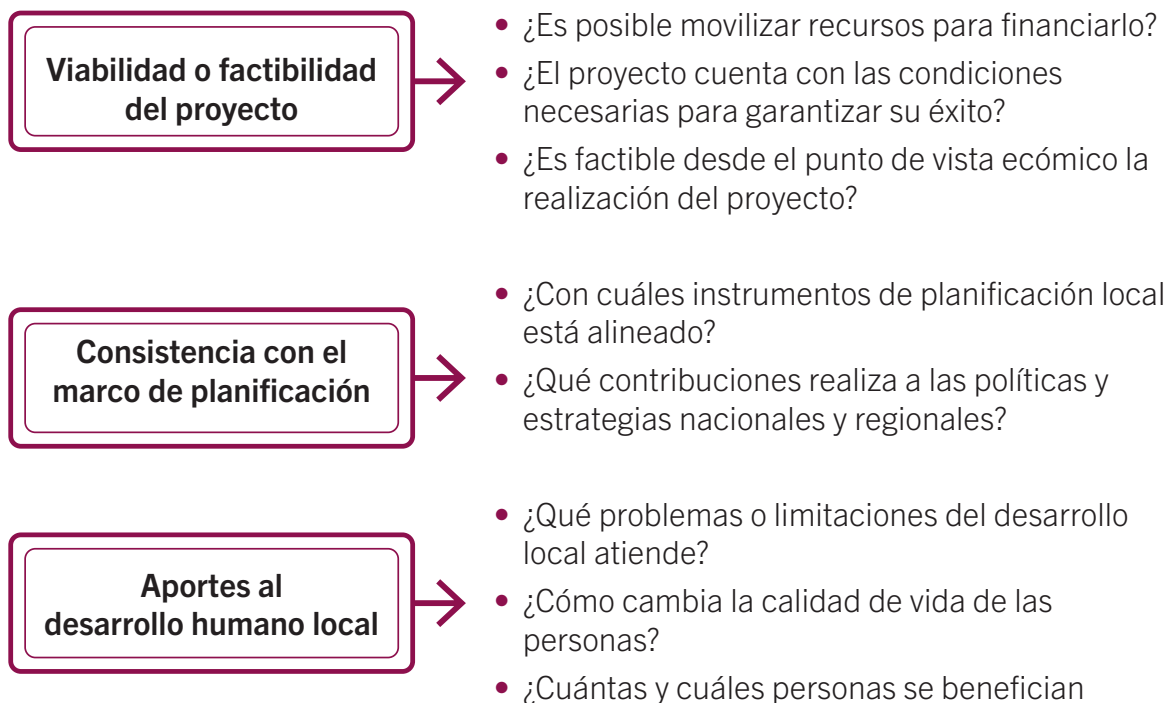 Viabilidad o factibilidad
del proyecto
• ¿Es posible movilizar recursos para financiarlo?
• ¿El proyecto cuenta con las condiciones
necesarias para garantizar su éxito?
• ¿Es factible desde el punto de vista ecómico la
realización del proyecto?
Consistencia con el
marco de planificación
• ¿Con cuáles instrumentos de planificación local
está alineado?
• ¿Qué contribuciones realiza a las políticas y
estrategias nacionales y regionales?
Aportes al
desarrollo humano local
• ¿Qué problemas o limitaciones del desarrollo
local atiende?
• ¿Cómo cambia la calidad de vida de las
personas?
• ¿Cuántas y cuáles personas se benefician